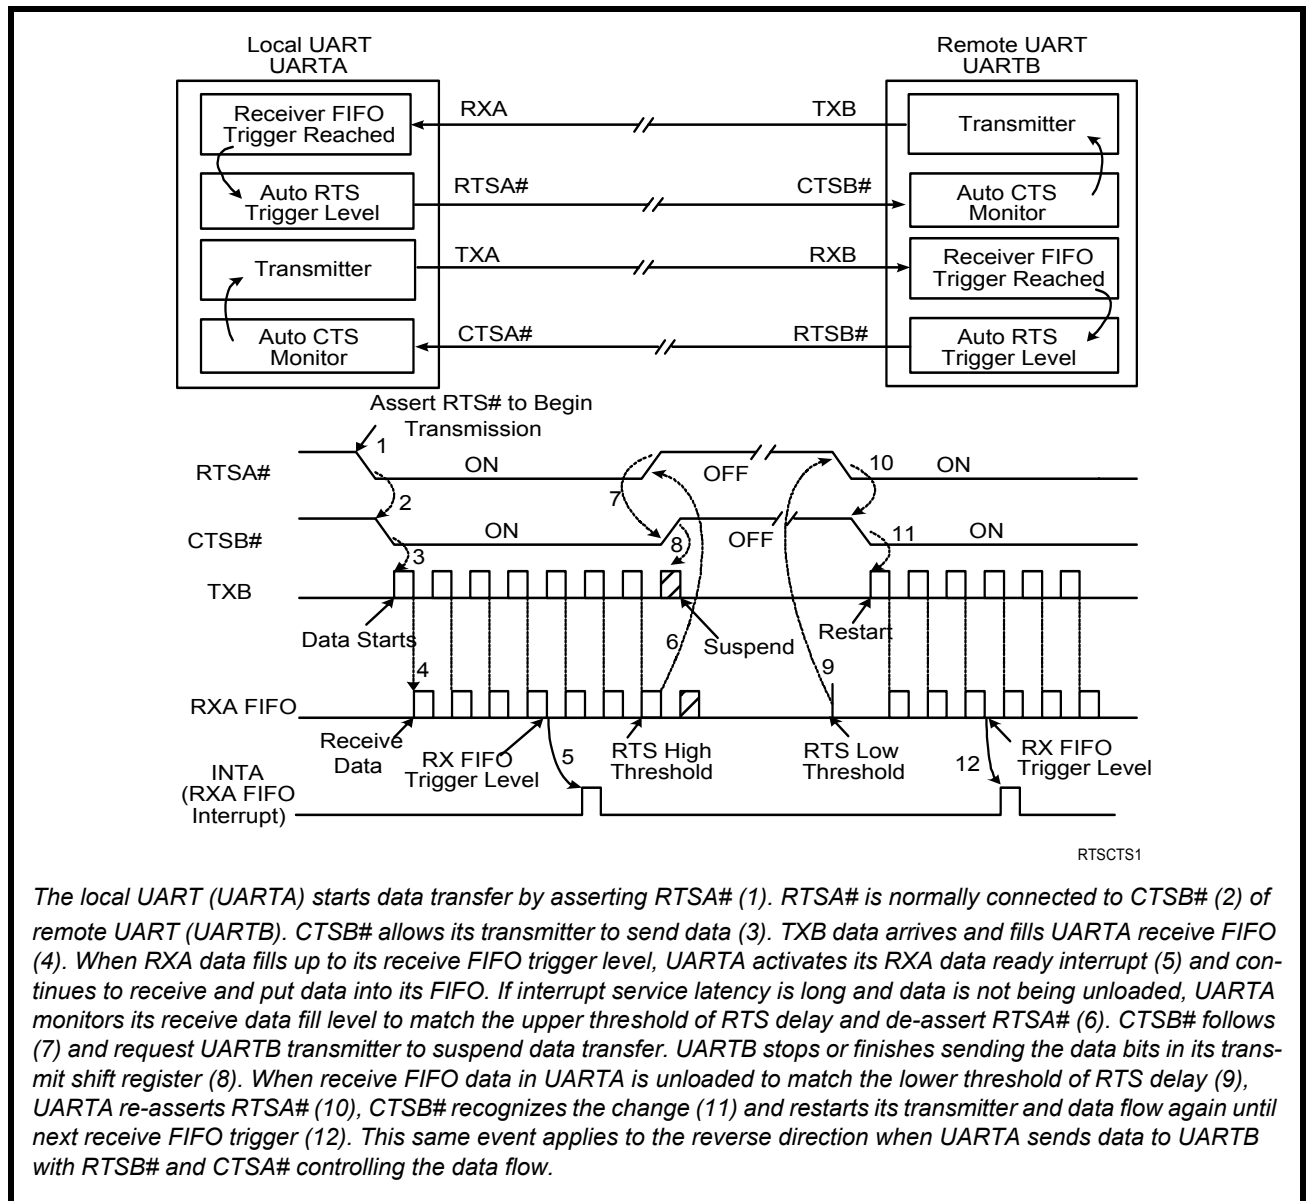 Local UART
UARTA
Remote UART
UARTB
Receiver FIFO
Trigger Reached
RXA
TXB
Transmitter
Auto RTS
Trigger Level
RTSA#
CTSB#
Auto CTS
Monitor
Transmitter
TXA
RXB
Receiver FIFO
Trigger Reached
Auto CTS
Monitor
CTSA#
RTSB#
Auto RTS
Trigger Level
Assert RTS# to Begin
Transmission
1
RTSA#
ON
OFF
10
ON
2
7
CTSB#
ON
8
OFF
11
ON
3
TXB
Data Starts
6
Suspend
Restart
4
9
RXA FIFO
Receive
Data
RX FIFO
Trigger Level
5
RTS High
Threshold
RTS Low
Threshold
12
RX FIFO
Trigger Level
INTA
(RXA FIFO
Interrupt)
RTSCTS1
The local UART (UARTA) starts data transfer by asserting RTSA# (1). RTSA# is normally connected to CTSB# (2) of
remote UART (UARTB). CTSB# allows its transmitter to send data (3). TXB data arrives and fills UARTA receive FIFO
(4). When RXA data fills up to its receive FIFO trigger level, UARTA activates its RXA data ready interrupt (5) and con-
tinues to receive and put data into its FIFO. If interrupt service latency is long and data is not being unloaded, UARTA
monitors its receive data fill level to match the upper threshold of RTS delay and de-assert RTSA# (6). CTSB# follows
(7) and request UARTB transmitter to suspend data transfer. UARTB stops or finishes sending the data bits in its trans-
mit shift register (8). When receive FIFO data in UARTA is unloaded to match the lower threshold of RTS delay (9),
UARTA re-asserts RTSA# (10), CTSB# recognizes the change (11) and restarts its transmitter and data flow again until
next receive FIFO trigger (12). This same event applies to the reverse direction when UARTA sends data to UARTB
with RTSB# and CTSA# controlling the data flow.